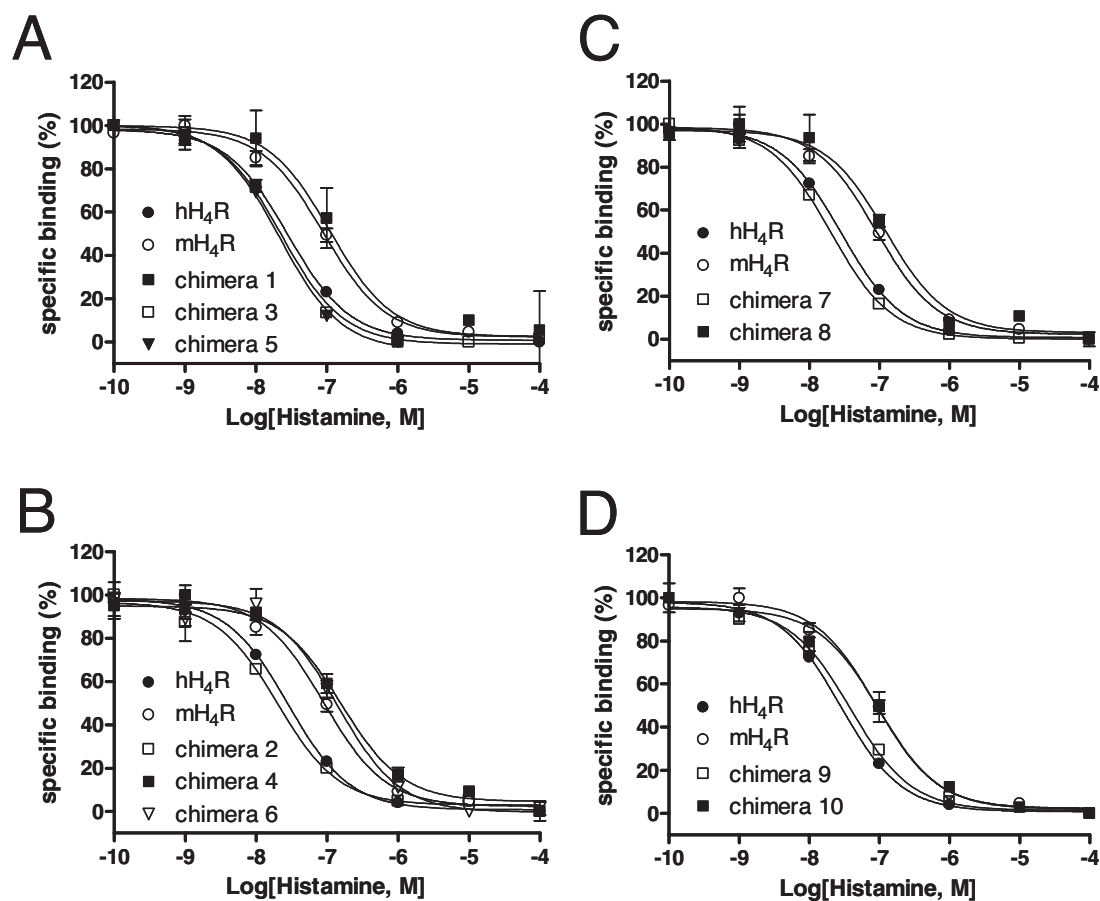 A
specific binding (%)
120
100
80
60
40
20
0
hH4R
mH4R
chimera 1
chimera 3
chimera 5
-10 -9 -8 -7 -6 -5 -4
Log[Histamine, M]
C
specific binding (%)
120
100
80
60
40
20
0
hH4R
mH4R
chimera 7
chimera 8
-10 -9 -8 -7 -6 -5 -4
Log[Histamine, M]
B
specific binding (%)
120
100
80
60
40
20
0
hH4R
mH4R
chimera 2
chimera 4
chimera 6
-10 -9 -8 -7 -6 -5 -4
Log[Histamine, M]
D
specific binding (%)
120
100
80
60
40
20
0
hH4R
mH4R
chimera 9
chimera 10
-10 -9 -8 -7 -6 -5 -4
Log[Histamine, M]